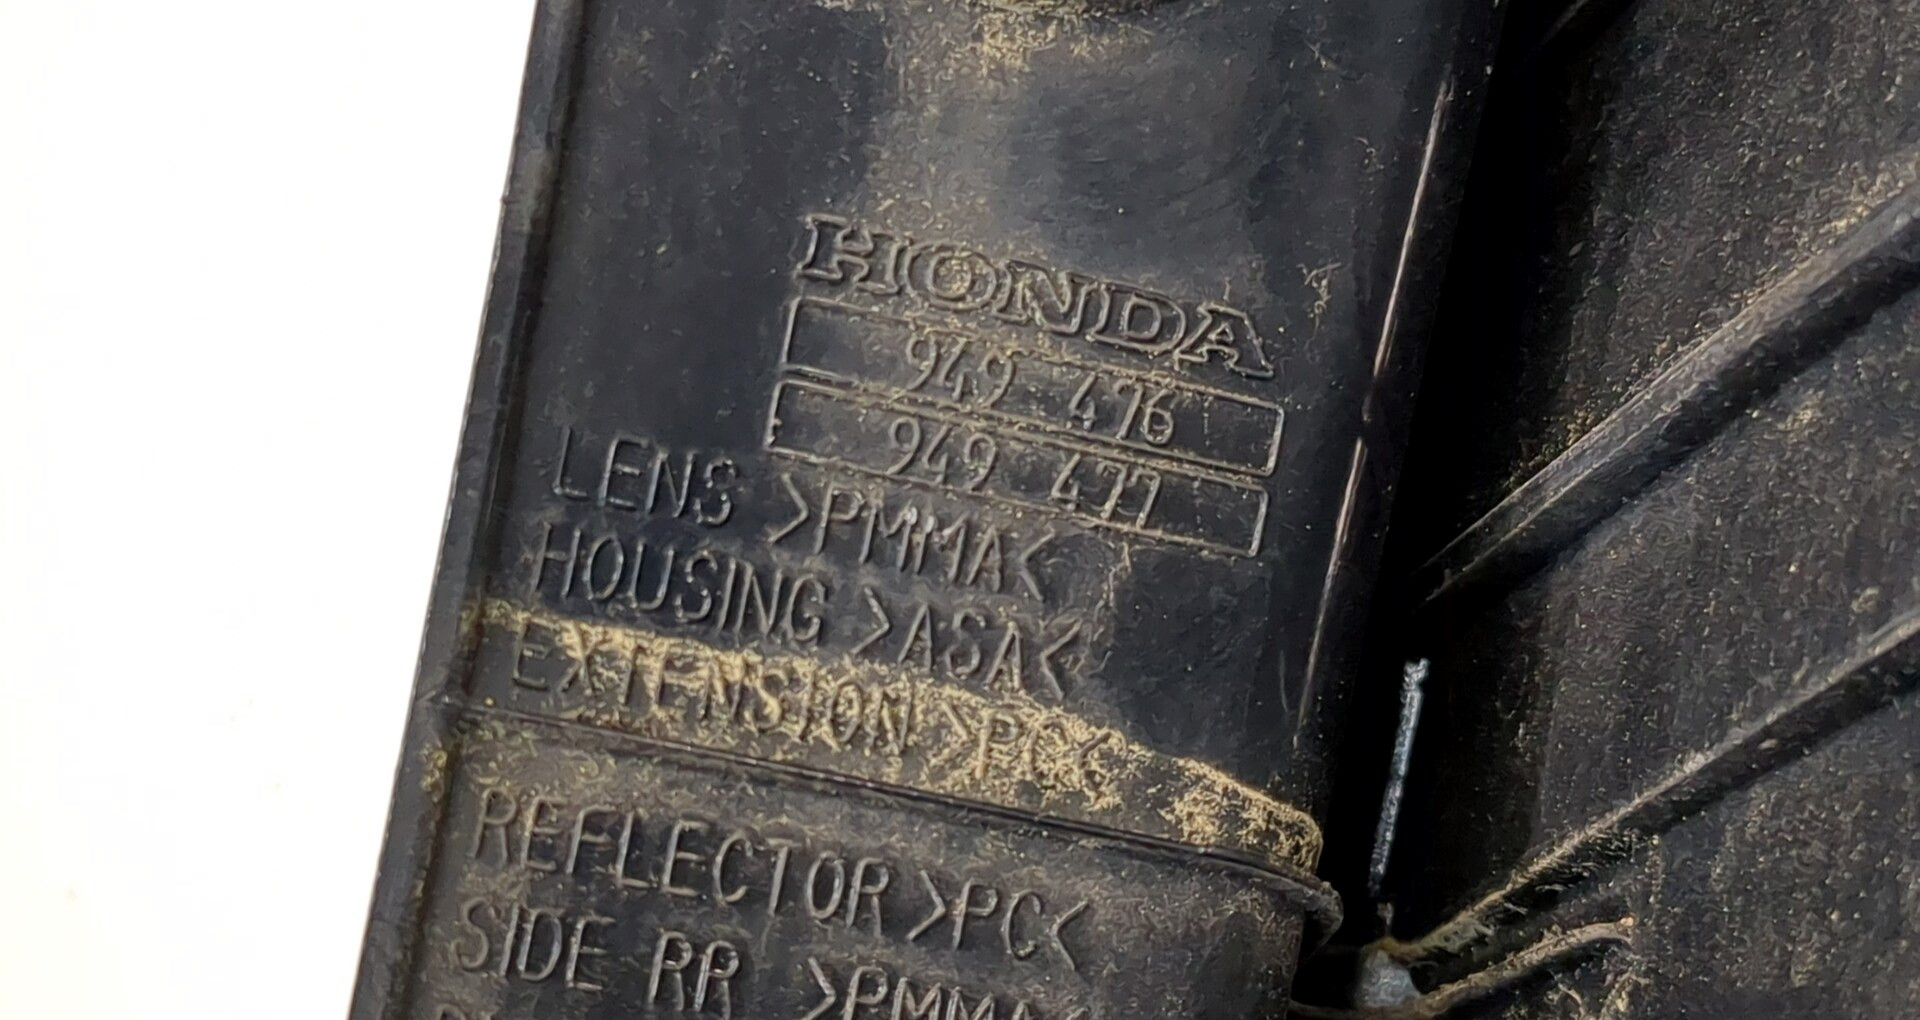 HONDA
949 476
949 477
LENS >PMMA<
HOUSING >ASA<
EXTENSION >PC<
REFLECTOR >PC<
SIDE RR >PMMA<